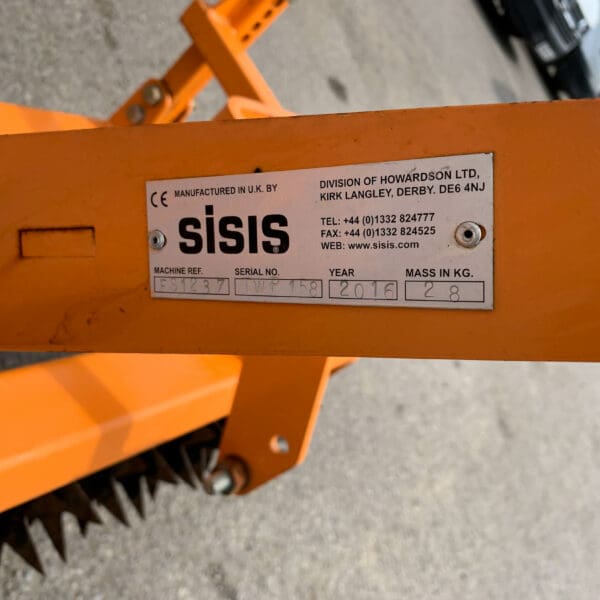 CE MANUFACTURED IN U.K. BY
SISIS
DIVISION OF HOWARDSON LTD,
KIRK LANGLEY, DERBY. DE6 4NJ
TEL: +44 (0)1332 824777
FAX: +44 (0)1332 824525
WEB: www.sisis.com
MACHINE REF. SERIAL NO. YEAR MASS IN KG.
FS1237 158 2016 28